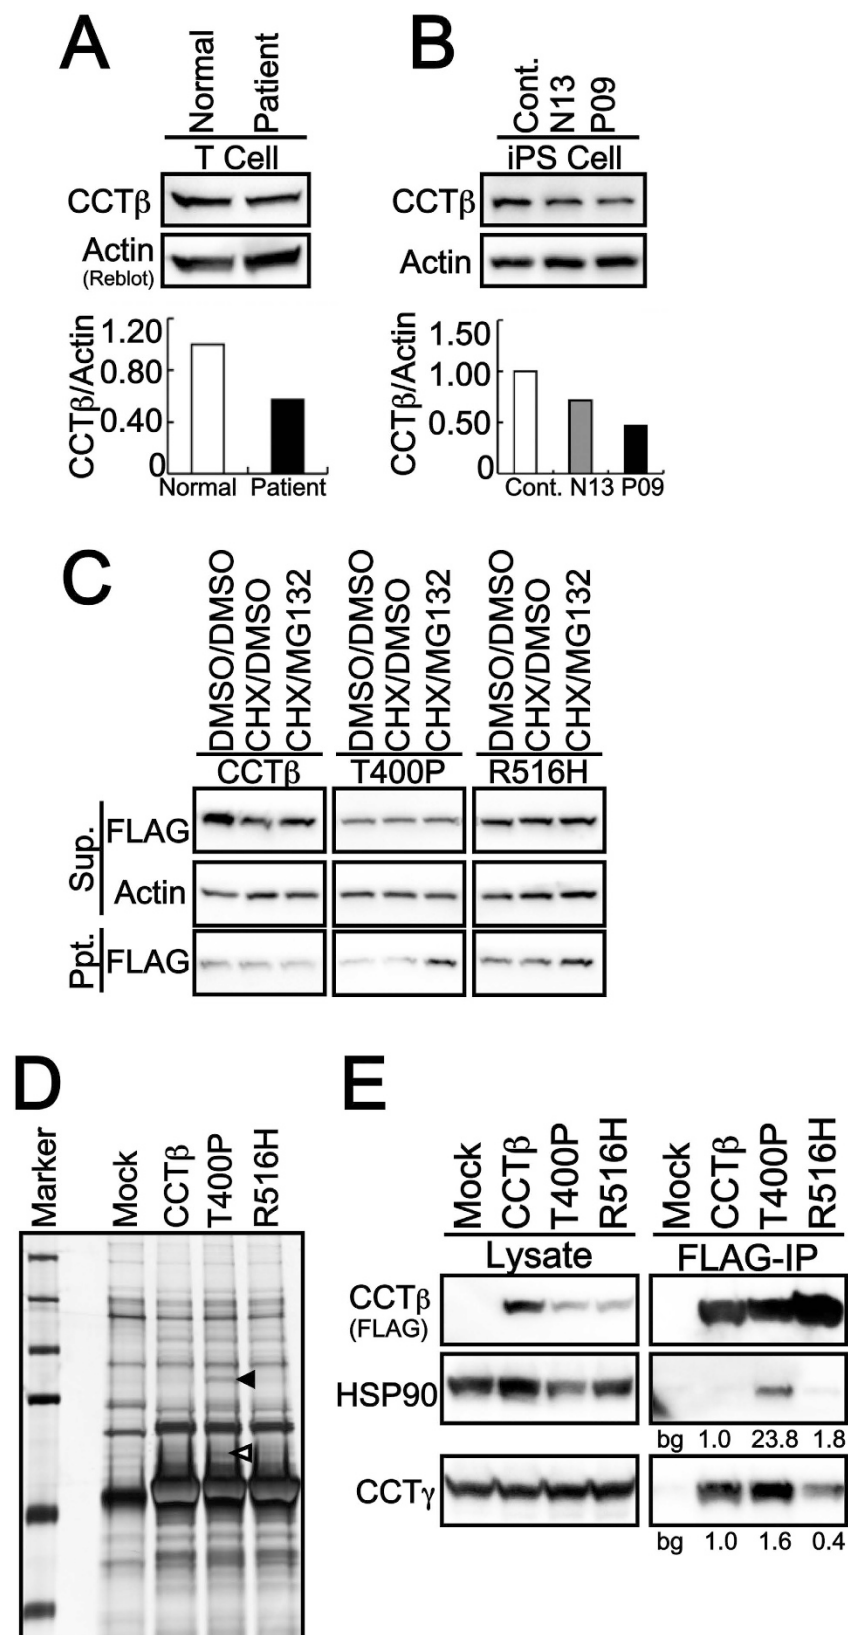 A
Normal
Patient
T Cell
CCTβ
Actin
(Reblot)
CCTβ/Actin
1.20
0.80
0.40
0
Normal Patient
B
Cont.
N13
P09
iPS Cell
CCTβ
Actin
CCTβ/Actin
1.50
1.00
0.50
0
Cont. N13 P09
C
DMSO/DMSO
CHX/DMSO
CHX/MG132
DMSO/DMSO
CHX/DMSO
CHX/MG132
DMSO/DMSO
CHX/DMSO
CHX/MG132
CCTβ T400P R516H
Sup.
FLAG
Actin
Ppt.
FLAG
D
Marker
Mock
CCTβ
T400P
R516H
E
Mock
CCTβ
T400P
R516H
Mock
CCTβ
T400P
R516H
Lysate FLAG-IP
CCTβ
(FLAG)
HSP90
bg 1.0 23.8 1.8
CCTγ
bg 1.0 1.6 0.4